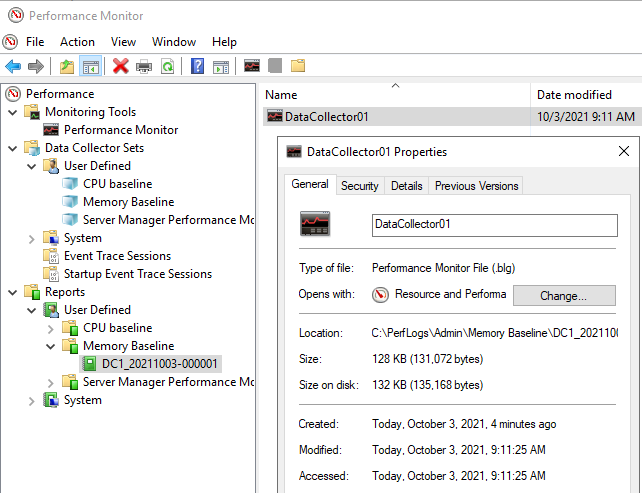 Performance Monitor
File Action View Window Help
Performance
Monitoring Tools
Performance Monitor
Data Collector Sets
User Defined
CPU baseline
Memory Baseline
Server Manager Performance Mo
System
Event Trace Sessions
Startup Event Trace Sessions
Reports
User Defined
CPU baseline
Memory Baseline
DC1_20211003-000001
Server Manager Performance Mo
System
Name Date modified
DataCollector01 10/3/2021 9:11 AM
DataCollector01 Properties
General Security Details Previous Versions
DataCollector01
Type of file: Performance Monitor File (.blg)
Opens with: Resource and Performa Change...
Location: C:\PerfLogs\Admin\Memory Baseline\DC1_202110
Size: 128 KB (131,072 bytes)
Size on disk: 132 KB (135,168 bytes)
Created: Today, October 3, 2021, 4 minutes ago
Modified: Today, October 3, 2021, 9:11:25 AM
Accessed: Today, October 3, 2021, 9:11:25 AM